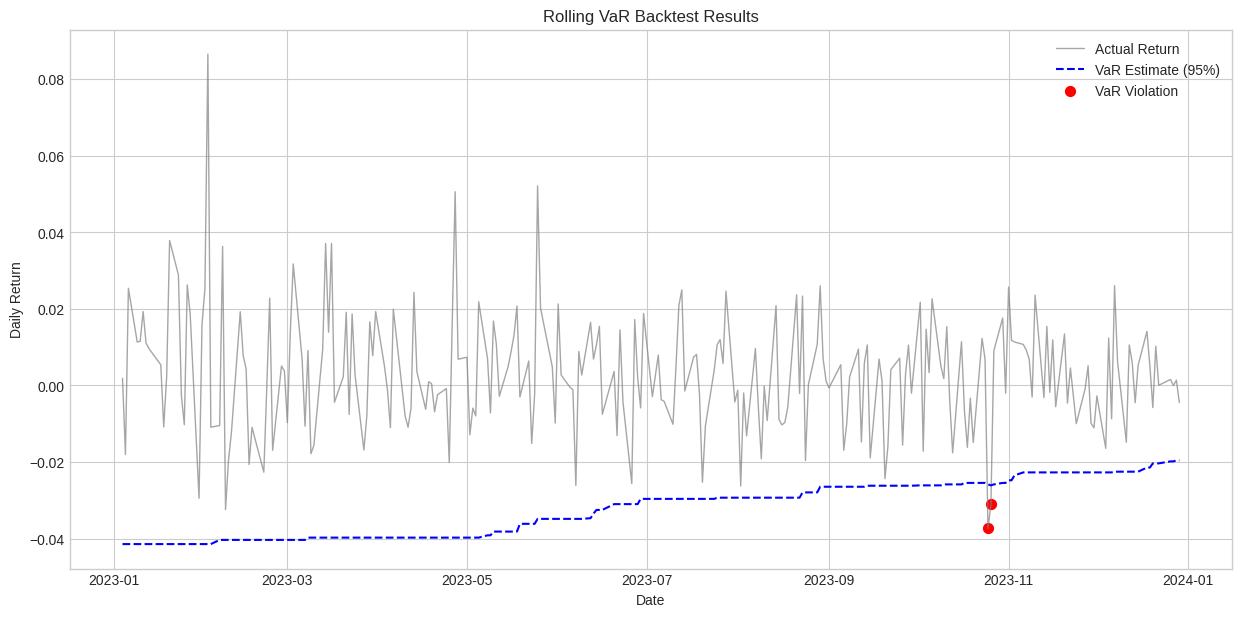 Rolling VaR Backtest Results
Actual Return
VaR Estimate (95%)
VaR Violation
Daily Return
0.08
0.06
0.04
0.02
0.00
−0.02
−0.04
2023-01
2023-03
2023-05
2023-07
2023-09
2023-11
2024-01
Date